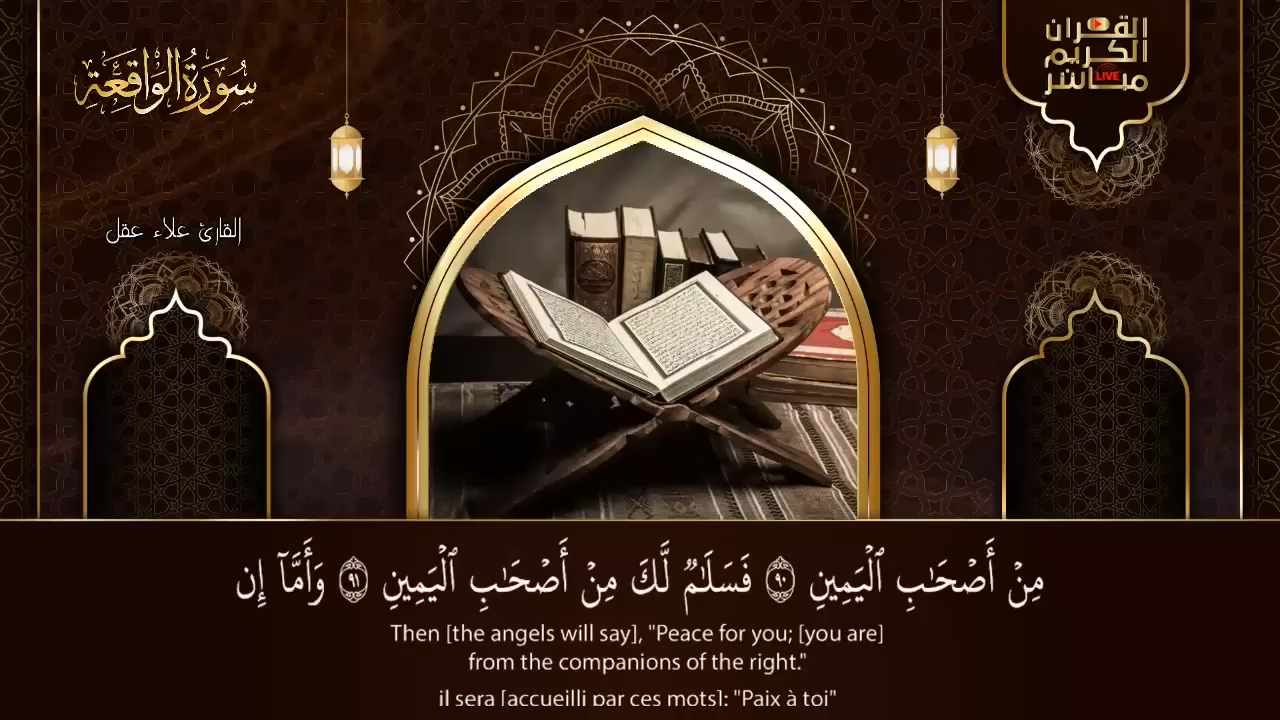 سُورَةُ الوَاقِعَةِ
القرآن
الكريم
مباشر
LIVE
القارئ علاء عقل
مِنْ أَصْحَٰبِ ٱلْيَمِينِ ٩٠ فَسَلَٰمٌ لَّكَ مِنْ أَصْحَٰبِ ٱلْيَمِينِ ٩١ وَأَمَّآ إِن
Then [the angels will say], "Peace for you; [you are]
from the companions of the right."
il sera [accueilli par ces mots]: "Paix à toi"